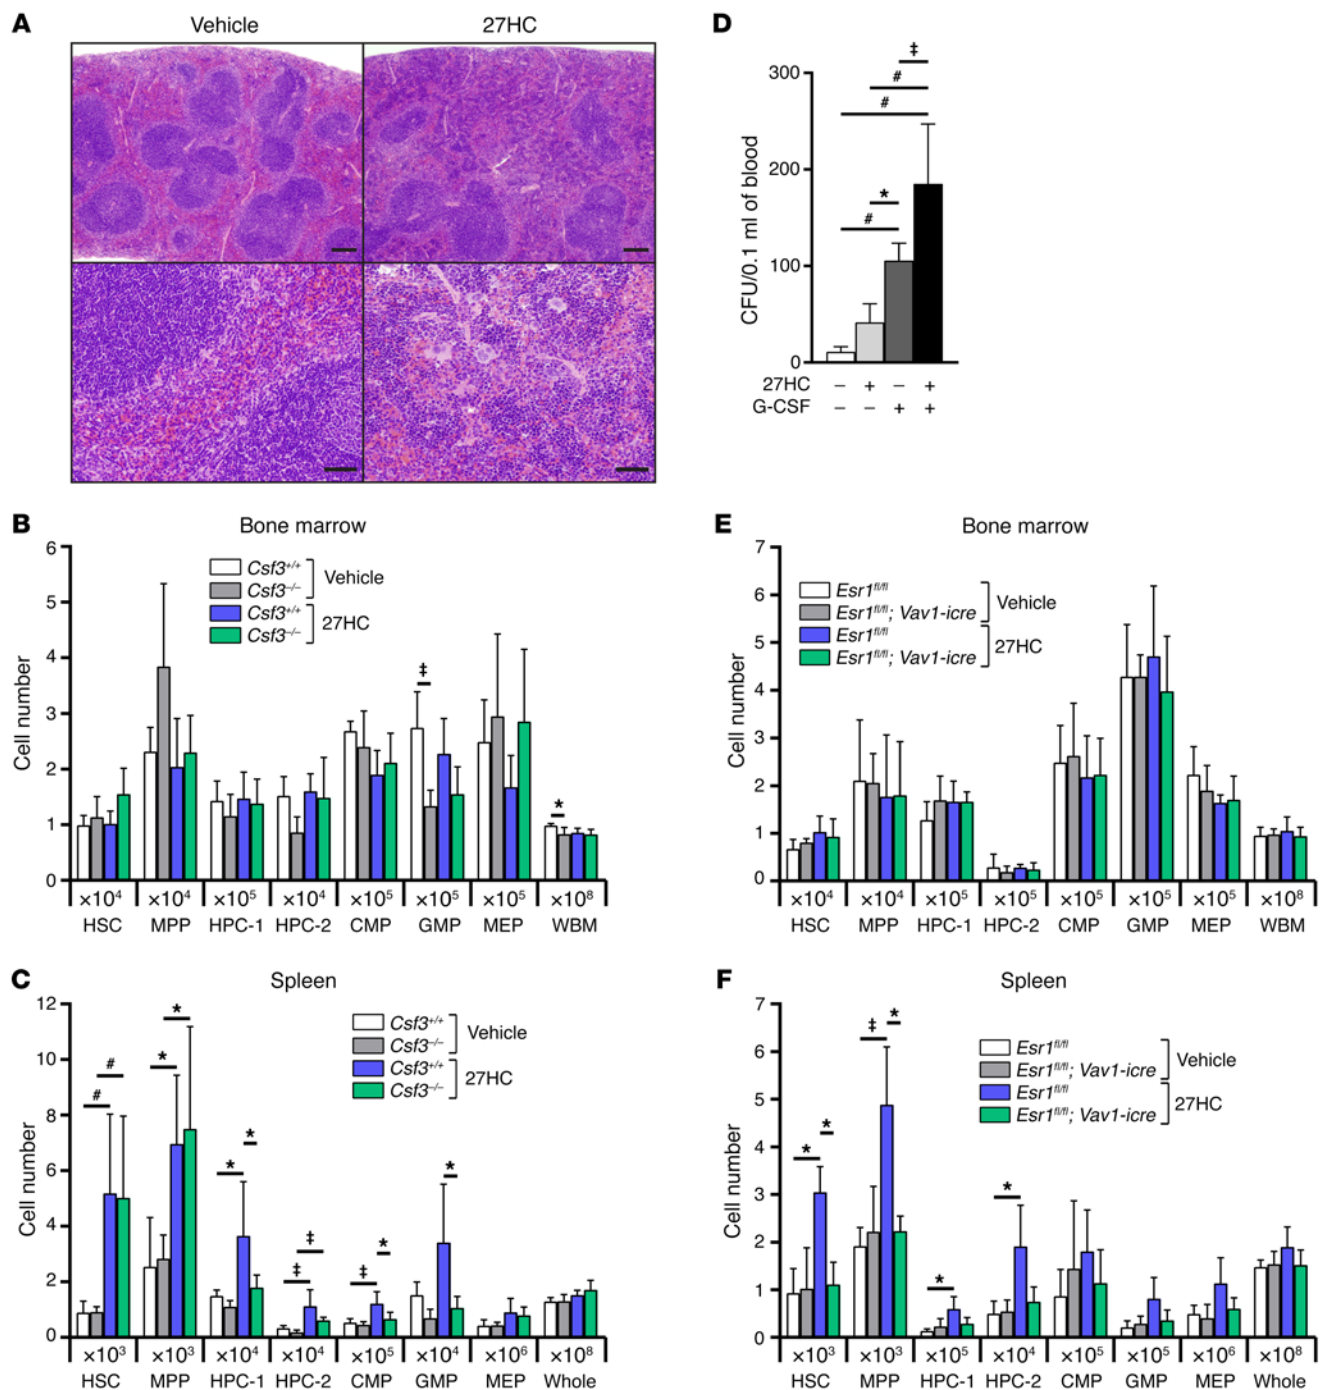 A
Vehicle
27HC
D
‡
#
#
*
#
300
200
100
0
CFU/0.1 ml of blood
27HC – + – +
G-CSF – – + +
B
Bone marrow
6
5
4
3
2
1
0
Cell number
Csf3+/+
Csf3–/–
Vehicle
Csf3+/+
Csf3–/–
27HC
‡
*
×10⁴ ×10⁴ ×10⁵ ×10⁴ ×10⁵ ×10⁵ ×10⁵ ×10⁸
HSC MPP HPC-1 HPC-2 CMP GMP MEP WBM
E
Bone marrow
7
6
5
4
3
2
1
0
Cell number
Esr1fl/fl
Esr1fl/fl; Vav1-icre
Vehicle
Esr1fl/fl
Esr1fl/fl; Vav1-icre
27HC
×10⁴ ×10⁴ ×10⁵ ×10⁵ ×10⁵ ×10⁵ ×10⁵ ×10⁸
HSC MPP HPC-1 HPC-2 CMP GMP MEP WBM
C
Spleen
12
10
8
6
4
2
0
Cell number
Csf3+/+
Csf3–/–
Vehicle
Csf3+/+
Csf3–/–
27HC
# # * * * * ‡ ‡ ‡ * *
×10³ ×10³ ×10⁴ ×10⁴ ×10⁵ ×10⁴ ×10⁶ ×10⁸
HSC MPP HPC-1 HPC-2 CMP GMP MEP Whole
F
Spleen
7
6
5
4
3
2
1
0
Cell number
Esr1fl/fl
Esr1fl/fl; Vav1-icre
Vehicle
Esr1fl/fl
Esr1fl/fl; Vav1-icre
27HC
* * ‡ * * *
×10³ ×10³ ×10⁵ ×10⁴ ×10⁵ ×10⁵ ×10⁶ ×10⁸
HSC MPP HPC-1 HPC-2 CMP GMP MEP Whole